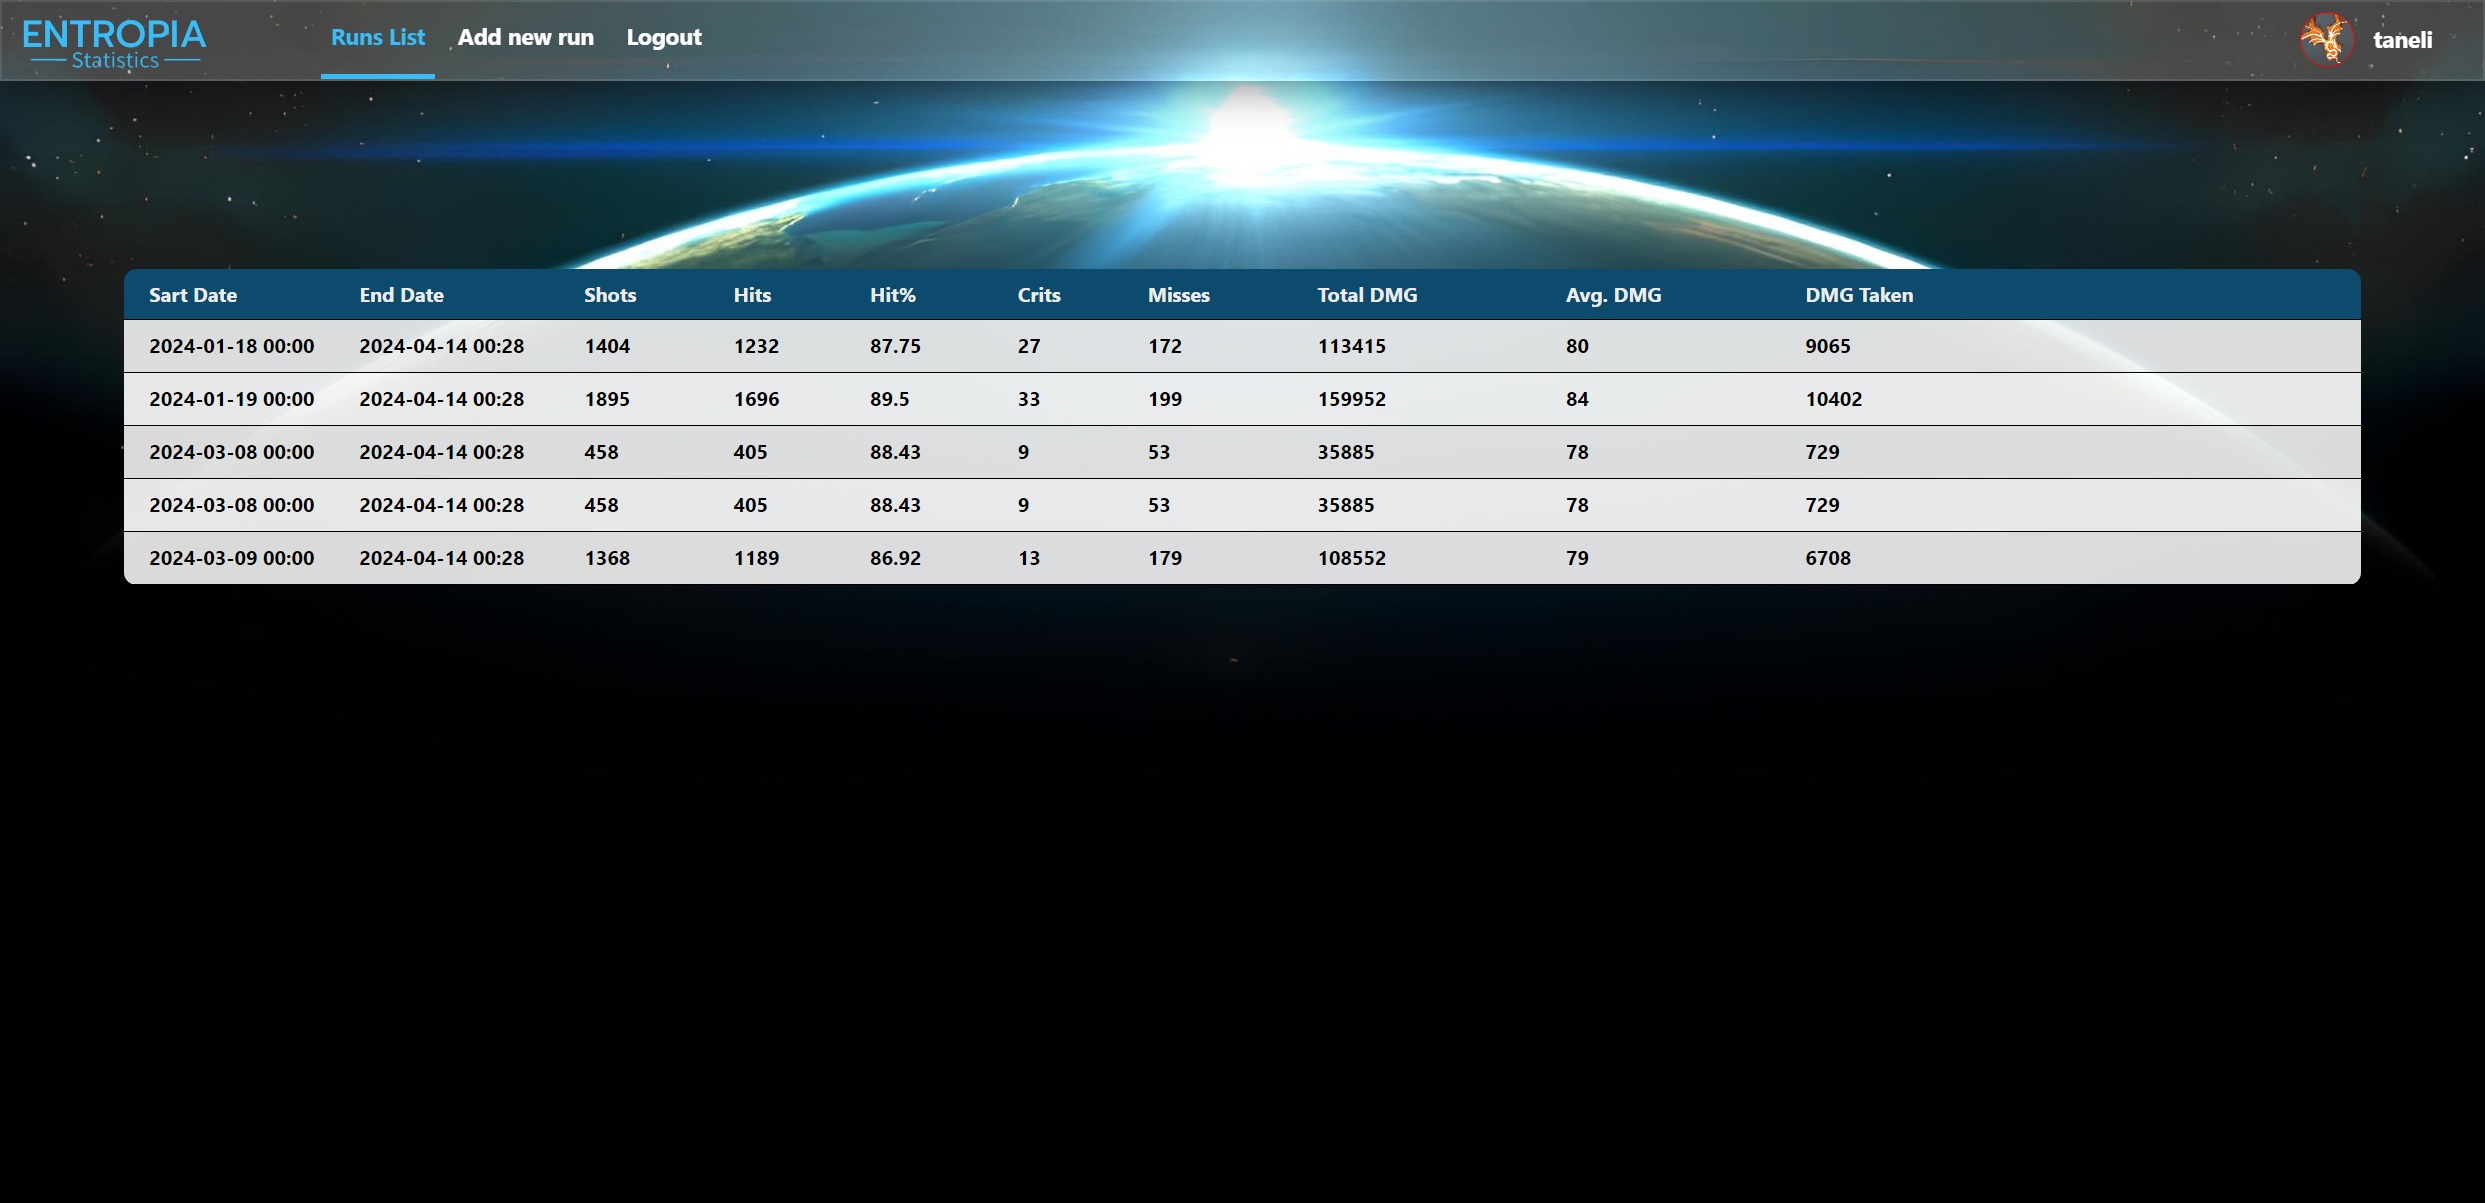 ENTROPIA
Statistics
Runs List Add new run Logout
taneli
Sart Date End Date Shots Hits Hit% Crits Misses Total DMG Avg. DMG DMG Taken
2024-01-18 00:00 2024-04-14 00:28 1404 1232 87.75 27 172 113415 80 9065
2024-01-19 00:00 2024-04-14 00:28 1895 1696 89.5 33 199 159952 84 10402
2024-03-08 00:00 2024-04-14 00:28 458 405 88.43 9 53 35885 78 729
2024-03-08 00:00 2024-04-14 00:28 458 405 88.43 9 53 35885 78 729
2024-03-09 00:00 2024-04-14 00:28 1368 1189 86.92 13 179 108552 79 6708